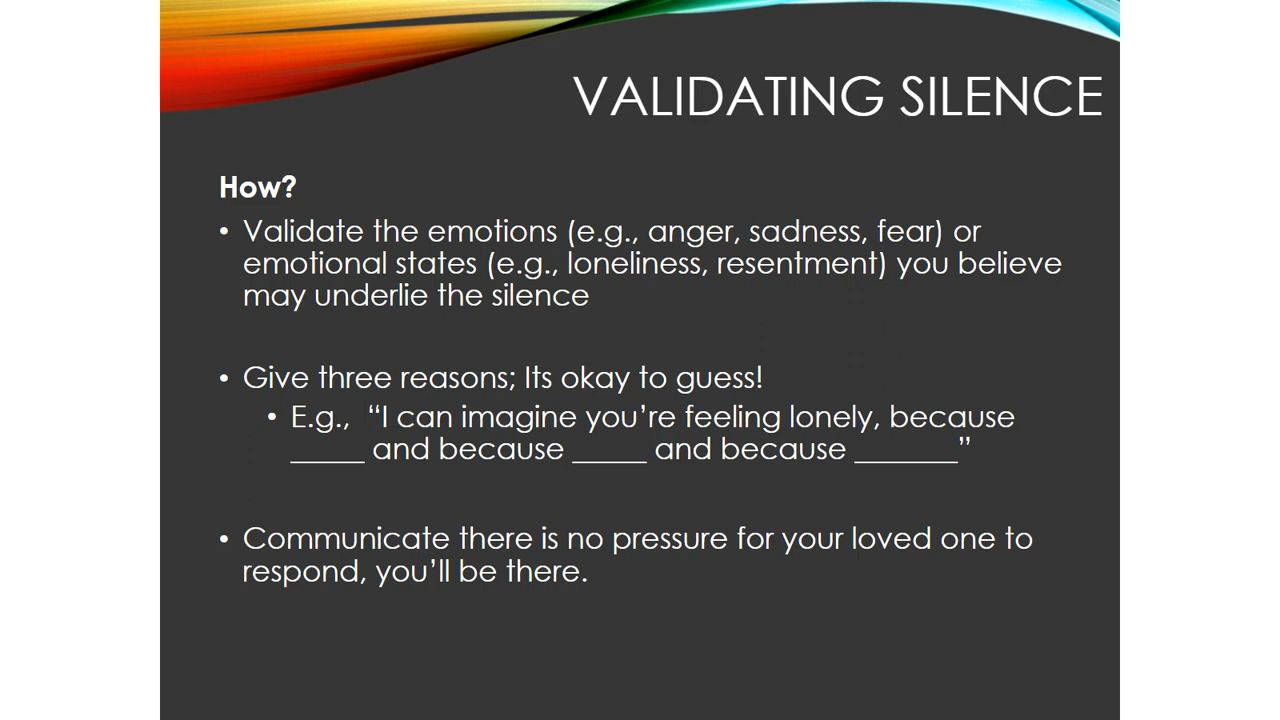 VALIDATING SILENCE
How?
• Validate the emotions (e.g., anger, sadness, fear) or
emotional states (e.g., loneliness, resentment) you believe
may underlie the silence
• Give three reasons; Its okay to guess!
• E.g., “I can imagine you’re feeling lonely, because
_____ and because _____ and because _______”
• Communicate there is no pressure for your loved one to
respond, you’ll be there.